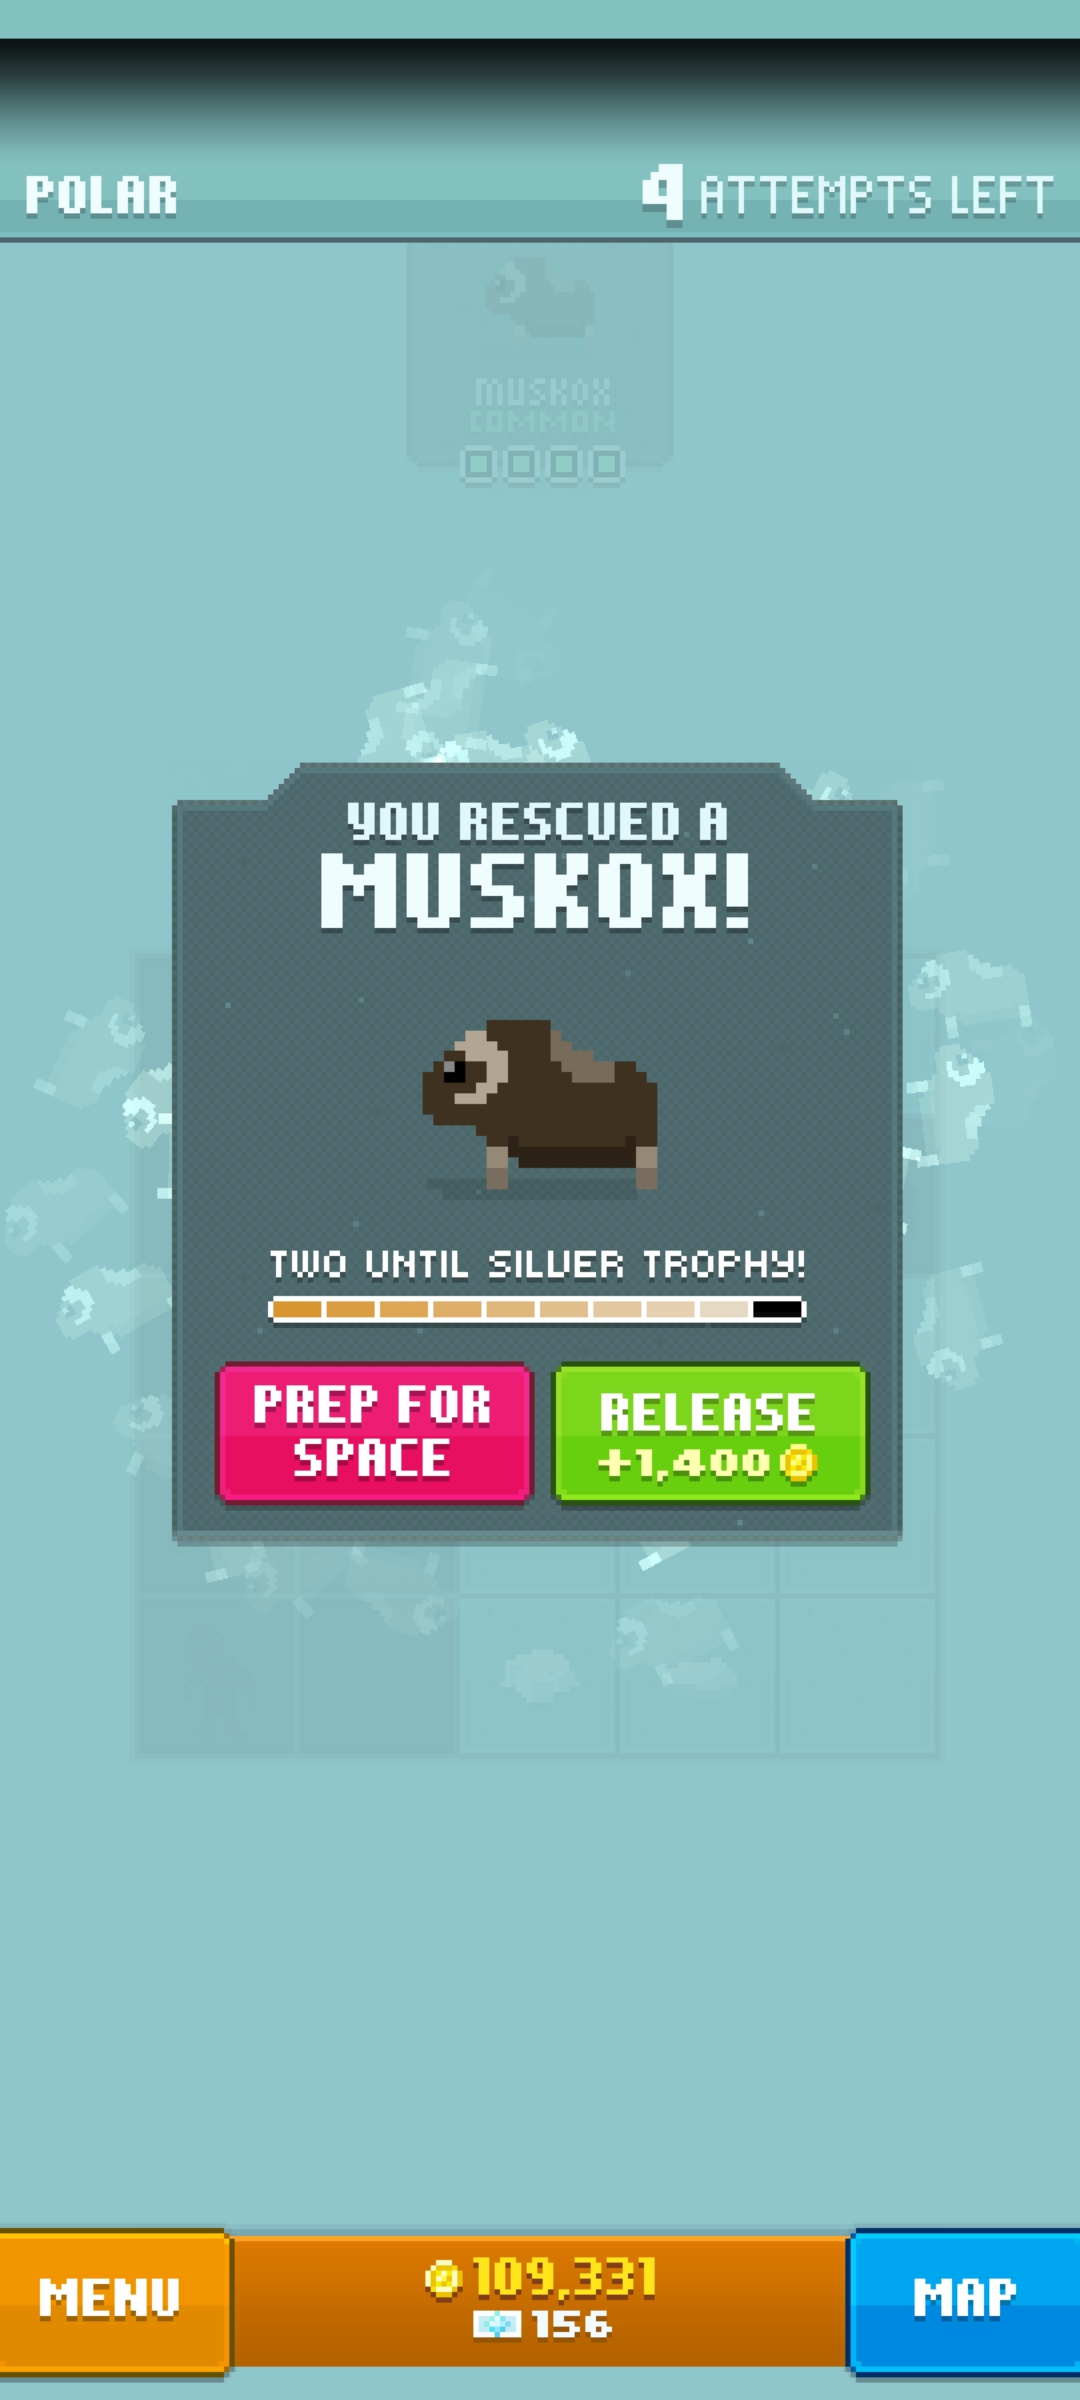 POLAR
9 ATTEMPTS LEFT
MUSKOX
COMMON
YOU RESCUED A
MUSKOX!
TWO UNTIL SILVER TROPHY!
PREP FOR
SPACE
RELEASE
+1,400
MENU
109,331
156
MAP